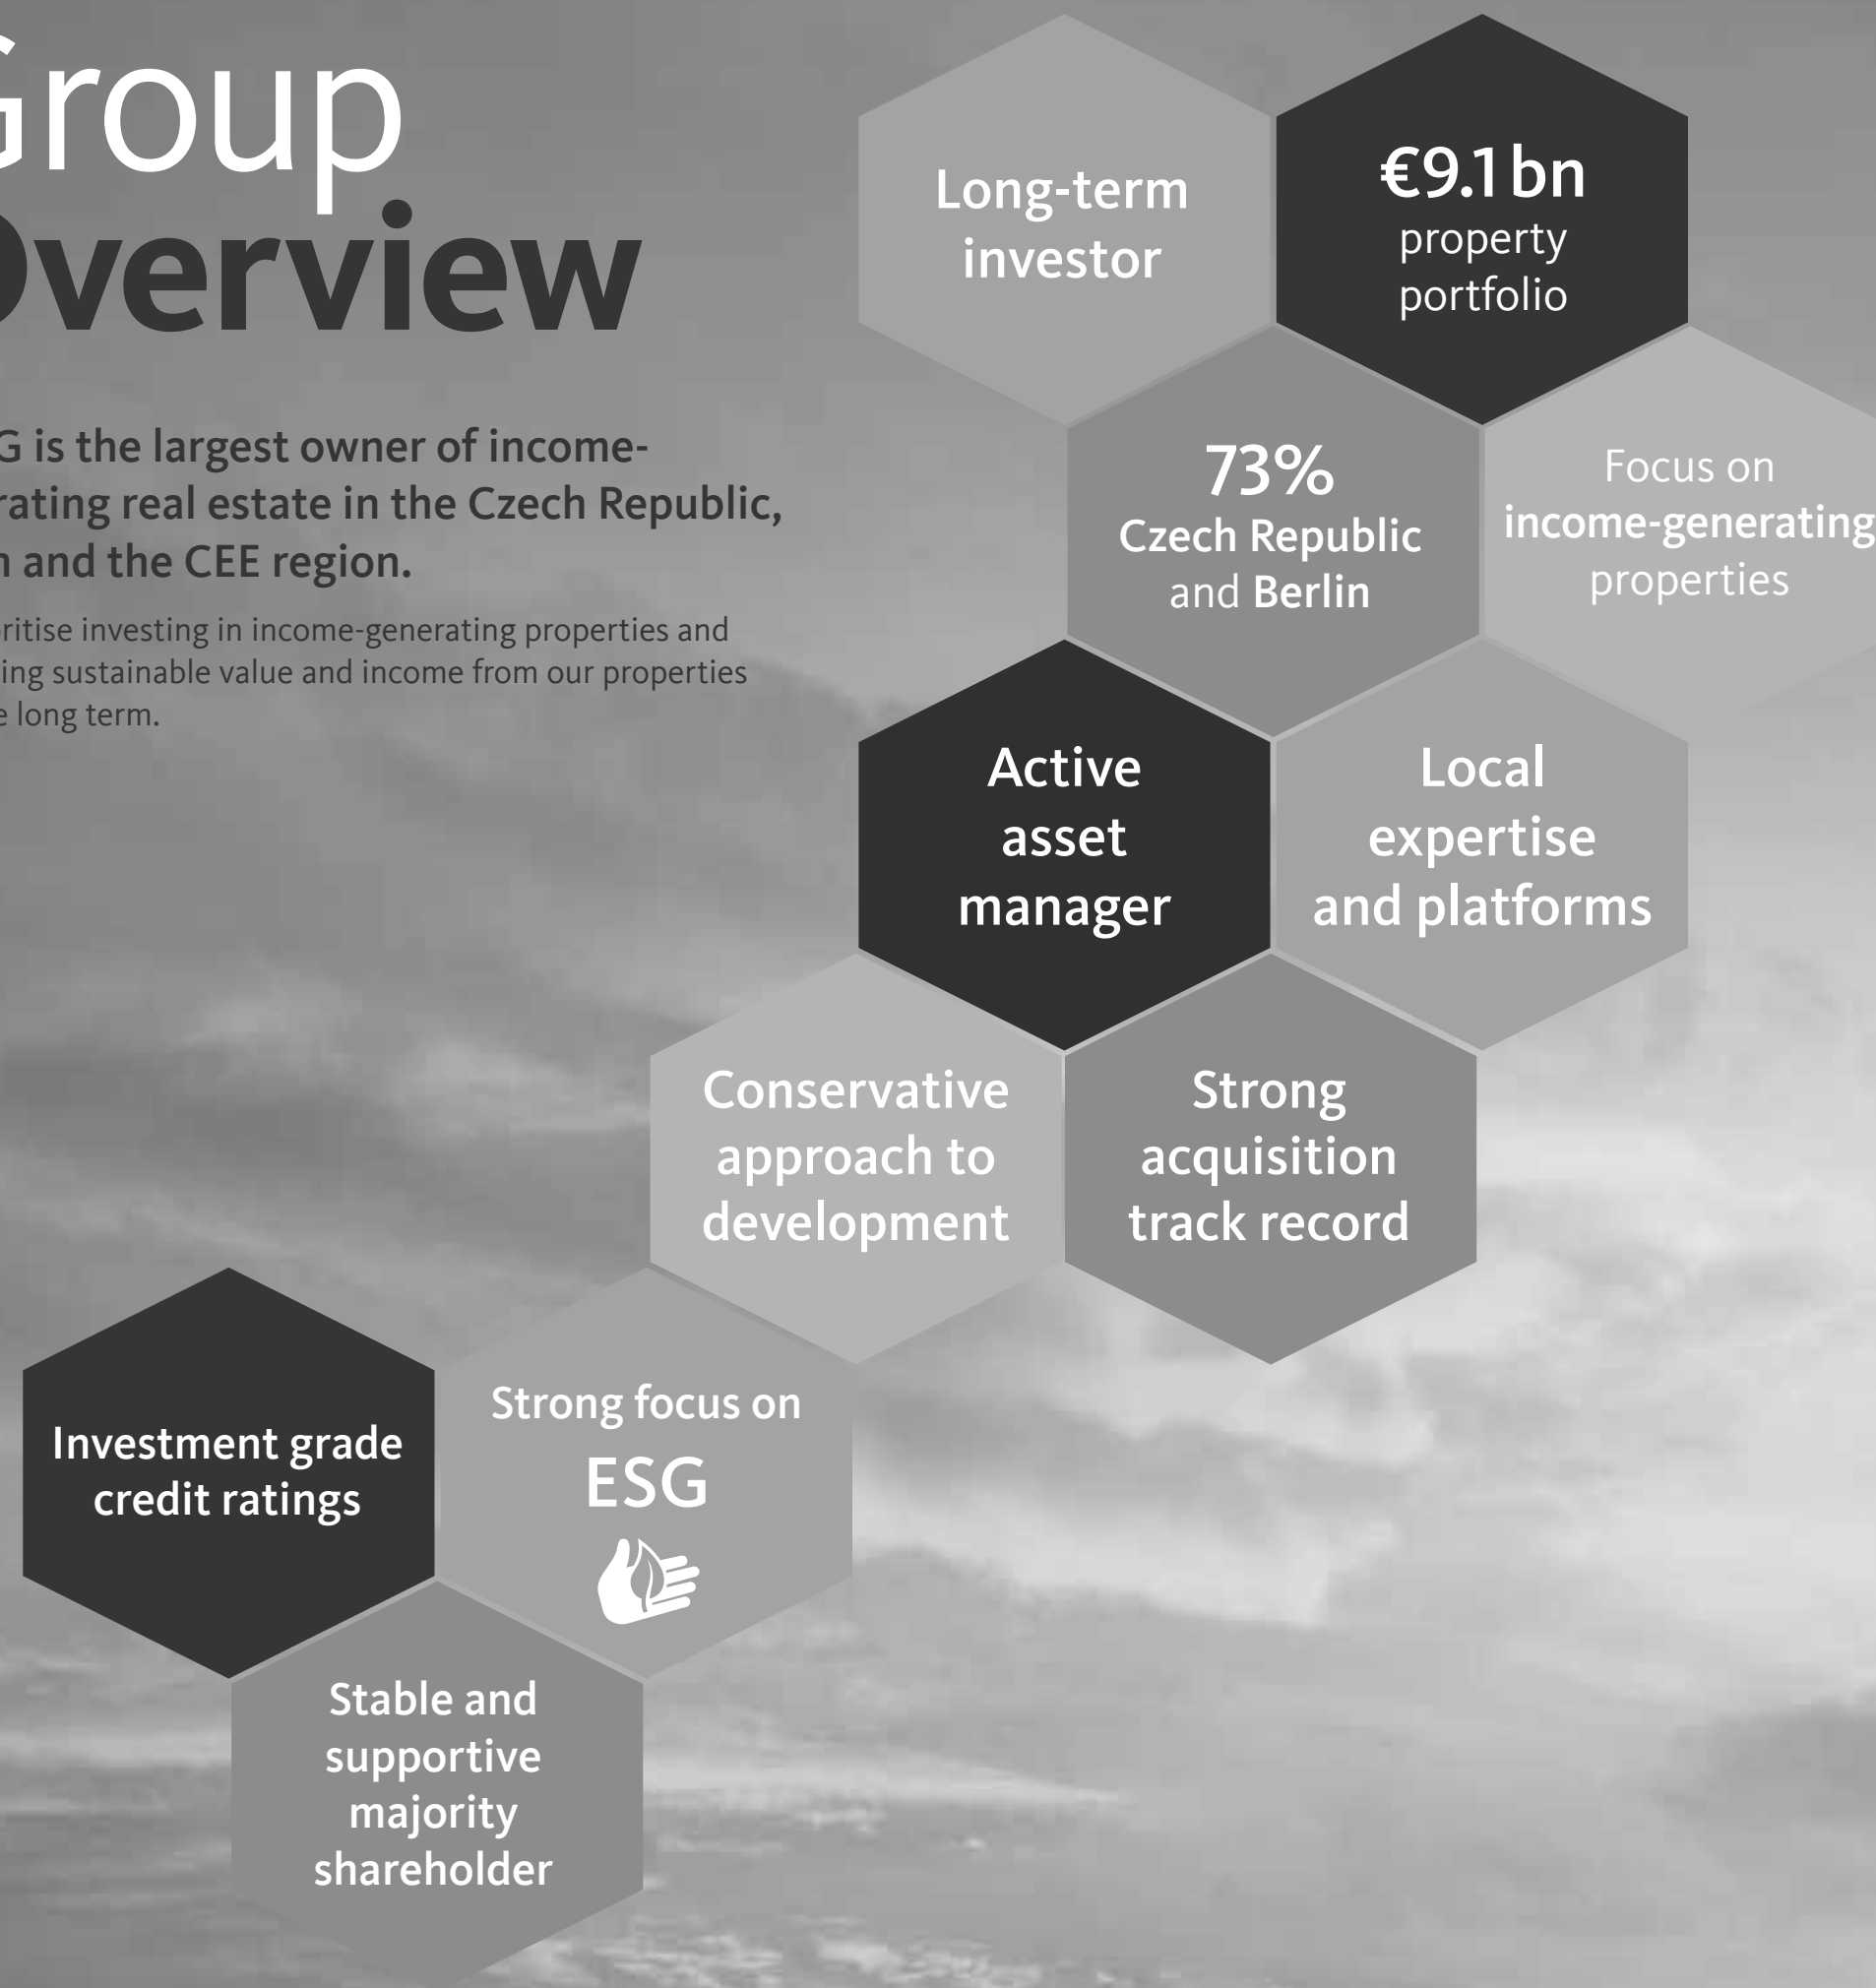 Group
Overview
G is the largest owner of income-
rating real estate in the Czech Republic,
n and the CEE region.
ritise investing in income-generating properties and
ing sustainable value and income from our properties
e long term.
Long-term
investor
€9.1 bn
property
portfolio
73%
Czech Republic
and Berlin
Focus on
income-generating
properties
Active
asset
manager
Local
expertise
and platforms
Conservative
approach to
development
Strong
acquisition
track record
Investment grade
credit ratings
Strong focus on
ESG
Stable and
supportive
majority
shareholder